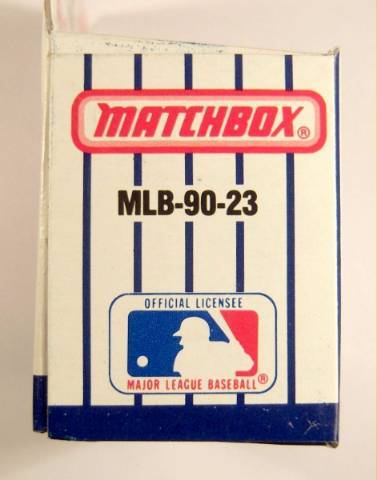 MATCHBOX®
MLB-90-23
OFFICIAL LICENSEE
MAJOR LEAGUE BASEBALL®